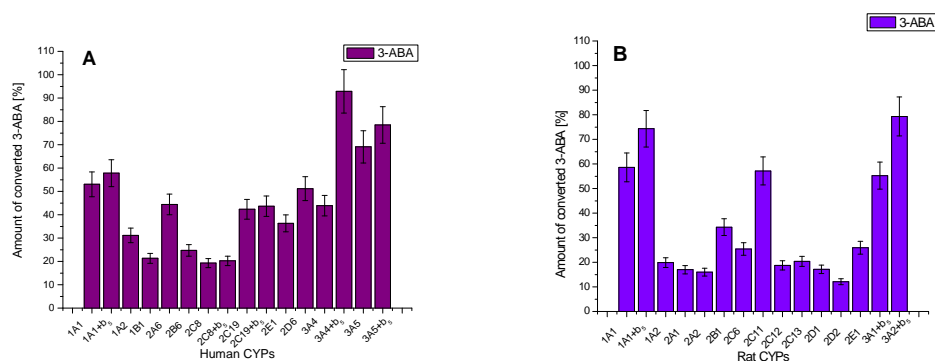 3-ABA
A
Amount of converted 3-ABA [%]
110
100
90
80
70
60
50
40
30
20
10
0
1A1
1A1+b5
1A2
1B1
2A6
2B6
2C8
2C8+b5
2C19
2C19+b5
2E1
2D6
3A4
3A4+b5
3A5
3A5+b5
Human CYPs
3-ABA
B
Amount of converted 3-ABA [%]
110
100
90
80
70
60
50
40
30
20
10
0
1A1
1A1+b5
1A2
2A1
2A2
2B1
2C6
2C11
2C12
2C13
2D1
2D2
2E1
3A1+b5
3A2+b5
Rat CYPs